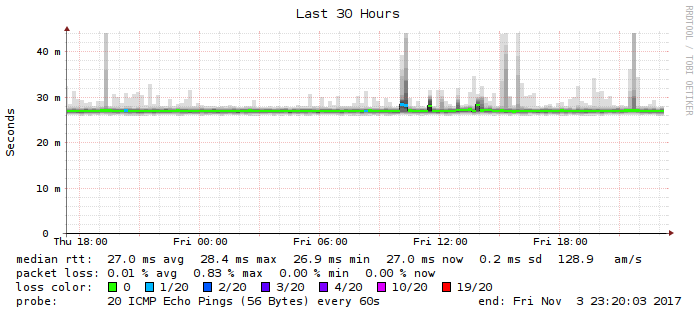 Last 30 Hours
RRDTOOL / TOBI OETIKER
Seconds
40 m
30 m
20 m
10 m
0
Thu 18:00 Fri 00:00 Fri 06:00 Fri 12:00 Fri 18:00
median rtt: 27.0 ms avg 28.4 ms max 26.9 ms min 27.0 ms now 0.2 ms sd 128.9 am/s
packet loss: 0.01 % avg 0.83 % max 0.00 % min 0.00 % now
loss color: 0 1/20 2/20 3/20 4/20 10/20 19/20
probe: 20 ICMP Echo Pings (56 Bytes) every 60s end: Fri Nov 3 23:20:03 2017